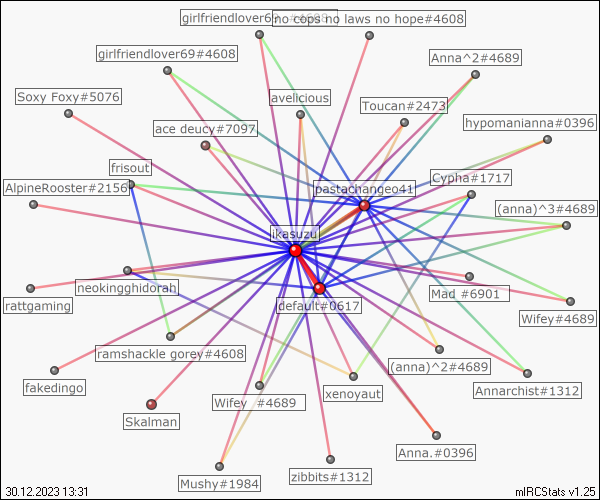 girlfriendlover69
no cops no laws no hope#4608
girlfriendlover69#4608
Anna^2#4689
Soxy Foxy#5076
avelicious
Toucan#2473
ace deucy#7097
hypomanianna#0396
frisout
pastachangeo41
Cypha#1717
AlpineRooster#2156
(anna)^3#4689
ikasuzu
neokingghidorah
rattgaming
default#0617
Mad #6901
Wifey#4689
ramshackle gorey#4608
(anna)^2#4689
fakedingo
Wifey #4689
xenoyaut
Annarchist#1312
Skalman
Anna.#0396
Mushy#1984
zibbits#1312
30.12.2023 13:31
mIRCStats v1.25